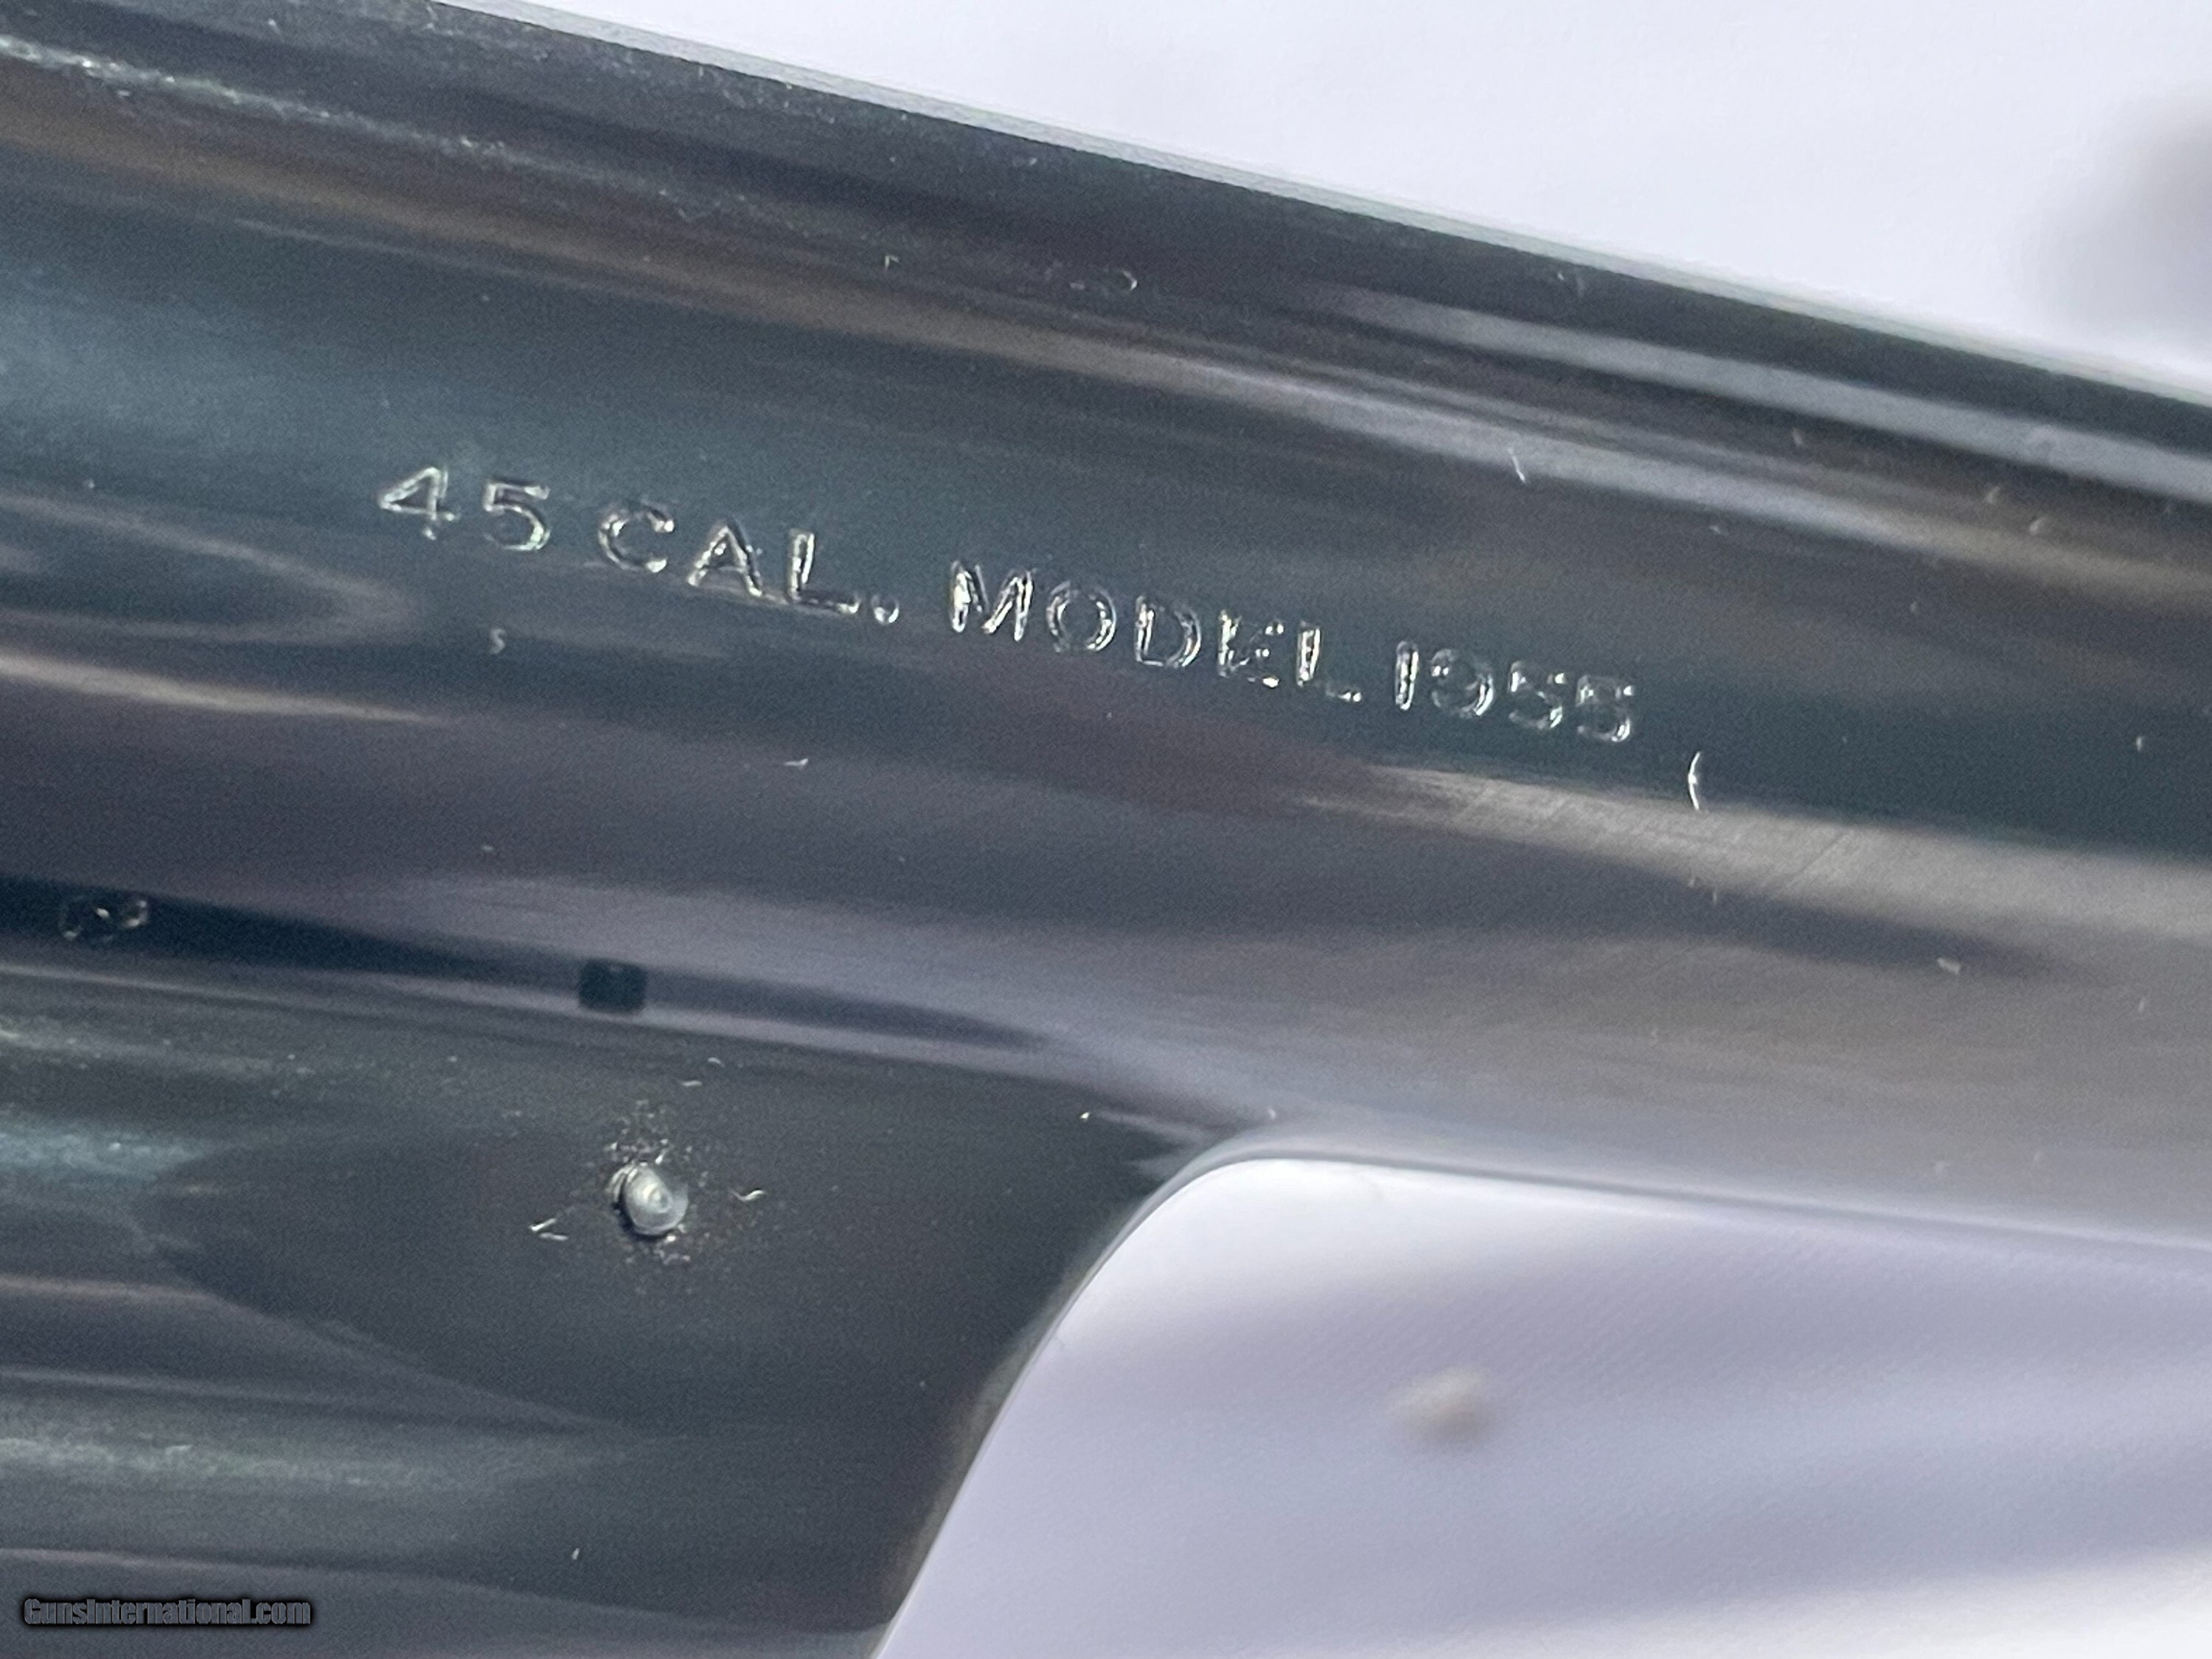 45 CAL. MODEL 1955
GunsInternational.com